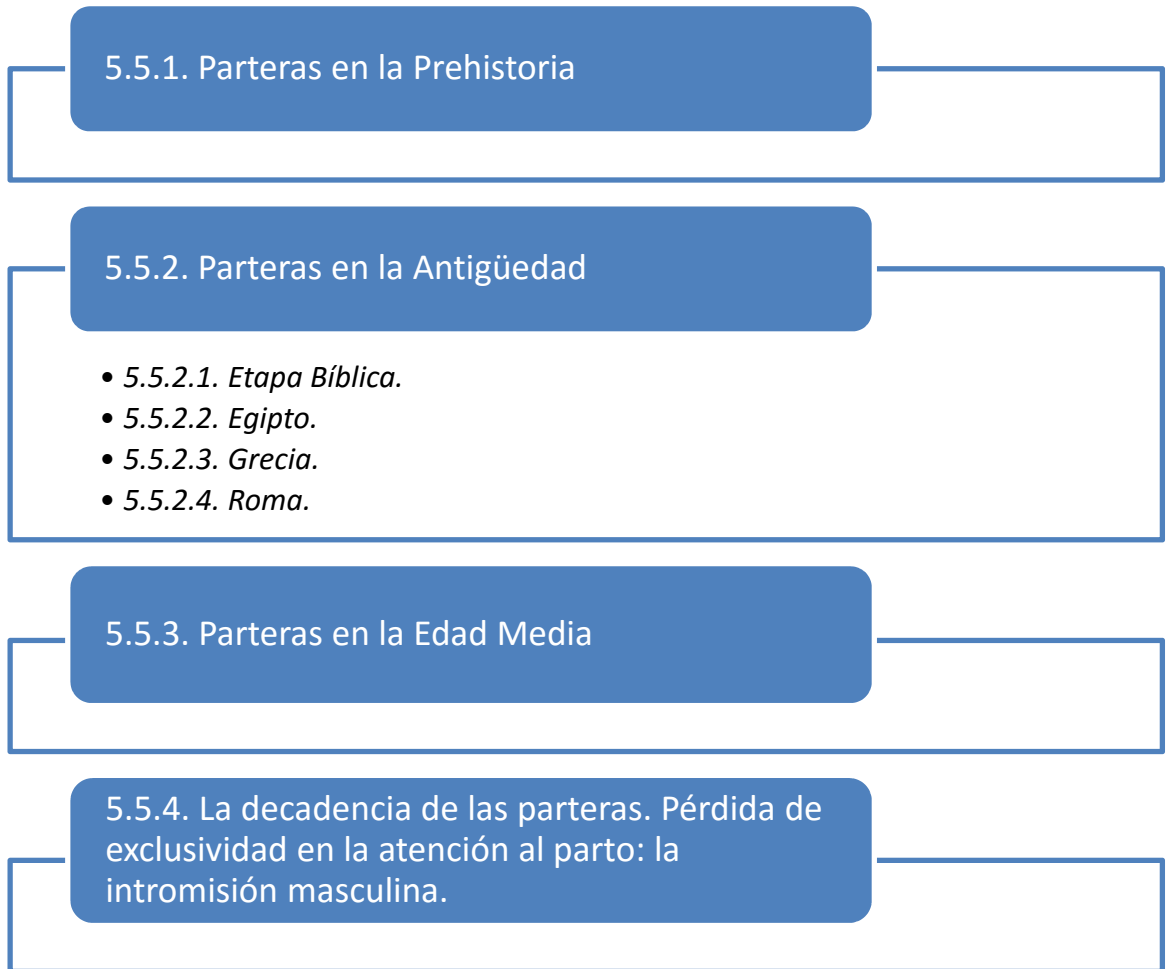 5.5.1. Parteras en la Prehistoria
5.5.2. Parteras en la Antigüedad
• 5.5.2.1. Etapa Bíblica.
• 5.5.2.2. Egipto.
• 5.5.2.3. Grecia.
• 5.5.2.4. Roma.
5.5.3. Parteras en la Edad Media
5.5.4. La decadencia de las parteras. Pérdida de
exclusividad en la atención al parto: la
intromisión masculina.